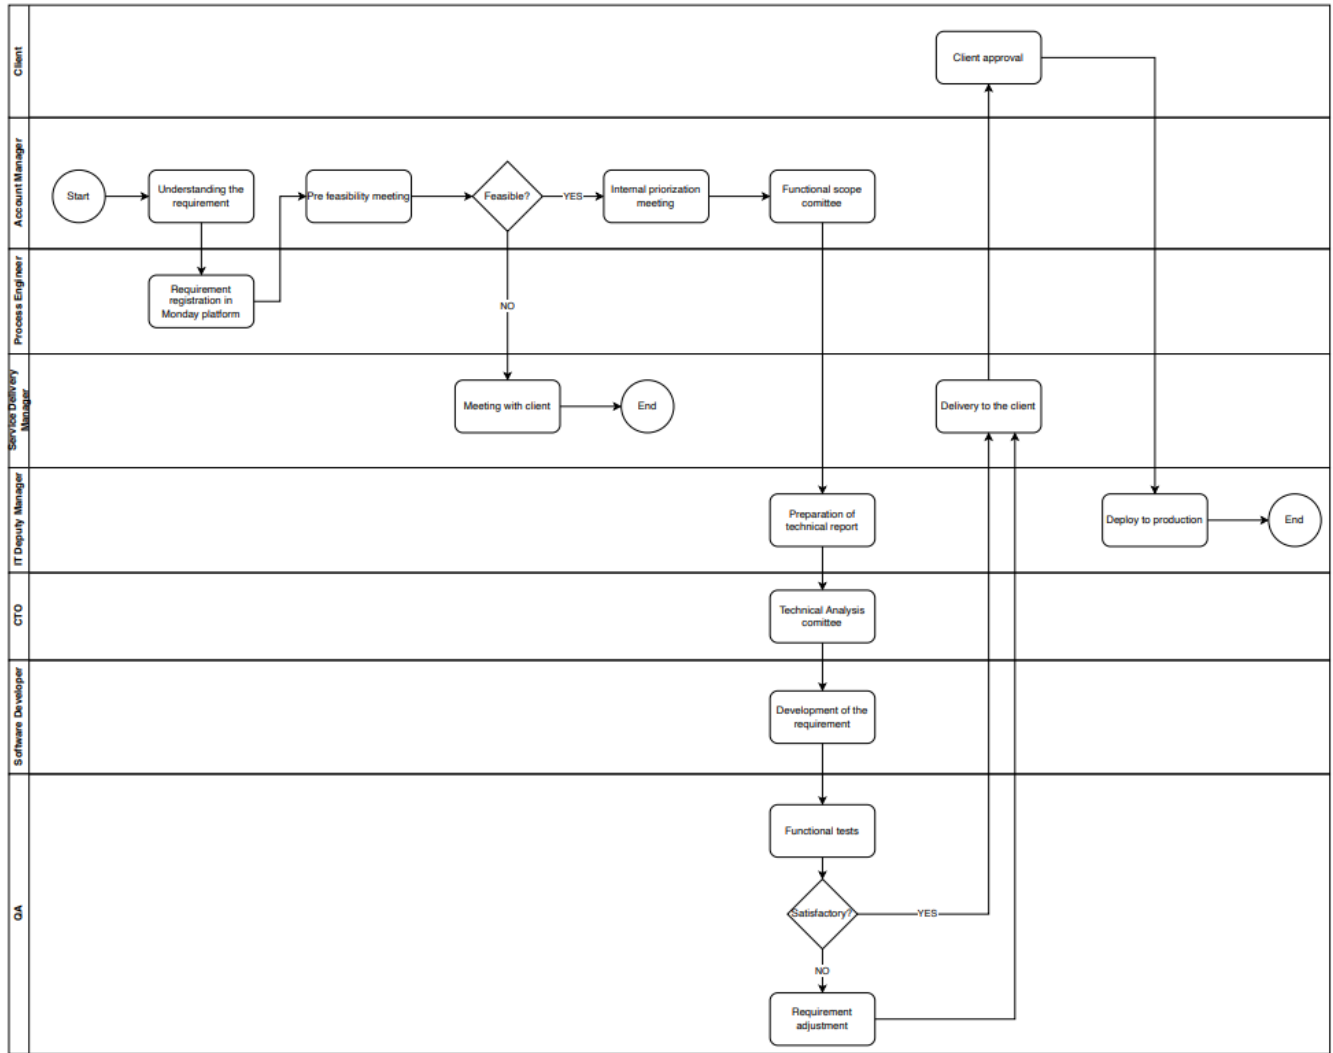 Client
Client approval
Account Manager
Start
Understanding the
requirement
Pre feasibility meeting
Feasible?
YES
Internal priorization
meeting
Functional scope
comittee
Process Engineer
Requirement
registration in
Monday platform
NO
Service Delivery
Manager
Meeting with client
End
Delivery to the client
IT Deputy Manager
Preparation of
technical report
Deploy to production
End
CTO
Technical Analysis
comittee
Software Developer
Development of the
requirement
QA
Functional tests
Satisfactory?
YES
NO
Requirement
adjustment